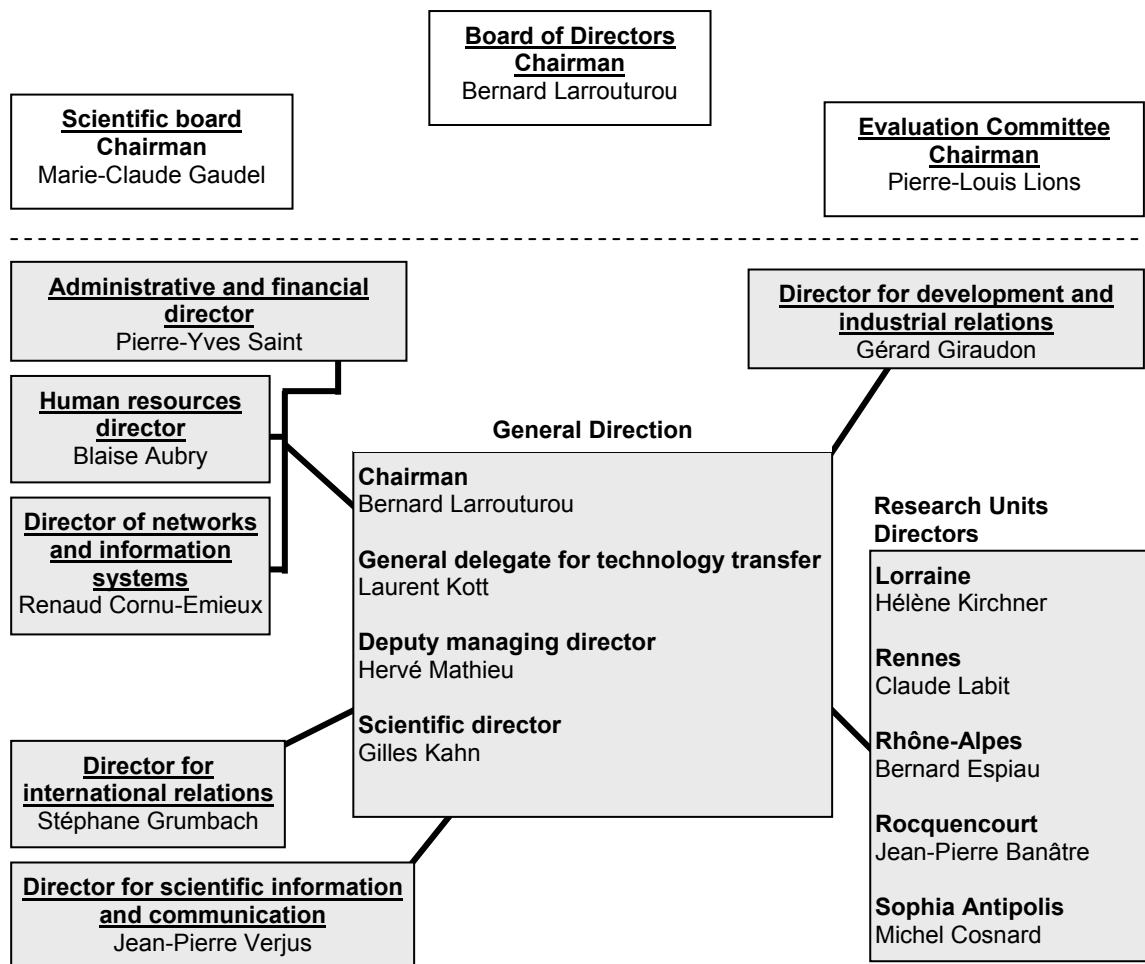 Board of Directors
Chairman
Bernard Larrouturou
Scientific board
Chairman
Marie-Claude Gaudel
Evaluation Committee
Chairman
Pierre-Louis Lions
Administrative and financial
director
Pierre-Yves Saint
Director for development and
industrial relations
Gérard Giraudon
Human resources
director
Blaise Aubry
Director of networks
and information
systems
Renaud Cornu-Emieux
General Direction
Chairman
Bernard Larrouturou
General delegate for technology transfer
Laurent Kott
Deputy managing director
Hervé Mathieu
Scientific director
Gilles Kahn
Research Units
Directors
Lorraine
Hélène Kirchner
Rennes
Claude Labit
Rhône-Alpes
Bernard Espiau
Rocquencourt
Jean-Pierre Banâtre
Sophia Antipolis
Michel Cosnard
Director for
international relations
Stéphane Grumbach
Director for scientific information
and communication
Jean-Pierre Verjus